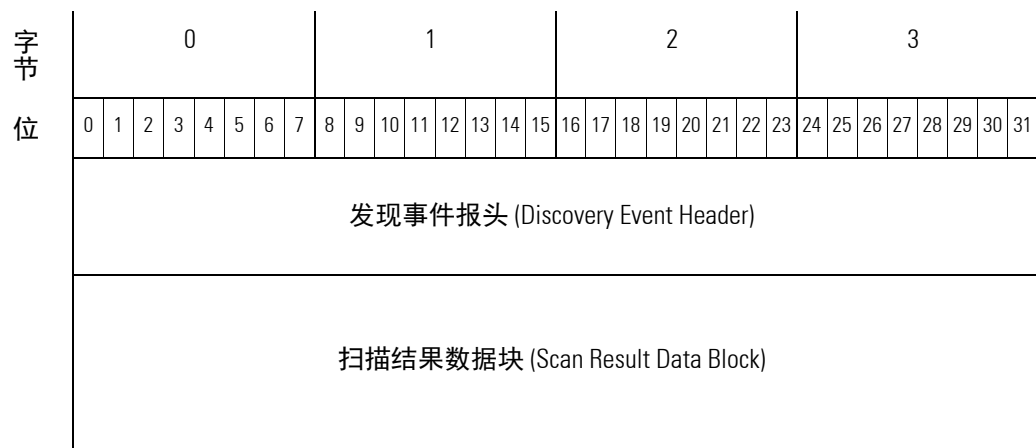 字节 0 1 2 3
位 0 1 2 3 4 5 6 7 8 9 10 11 12 13 14 15 16 17 18 19 20 21 22 23 24 25 26 27 28 29 30 31
发现事件报头 (Discovery Event Header)
扫描结果数据块 (Scan Result Data Block)